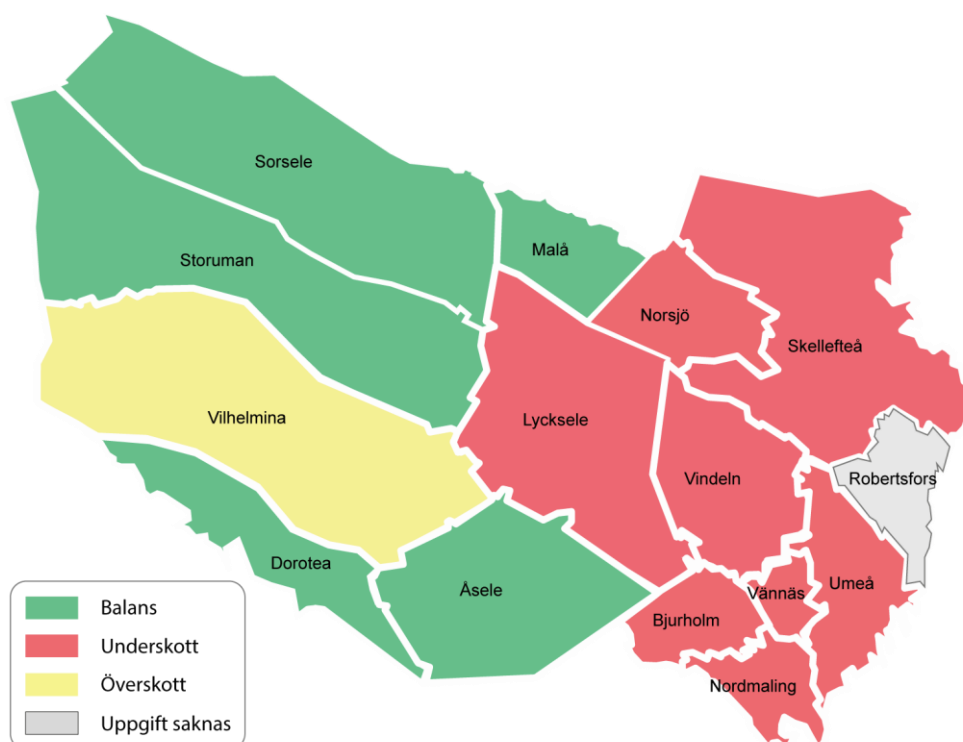 Sorsele
Malå
Storuman
Norsjö
Skellefteå
Vilhelmina
Lycksele
Vindeln
Robertsfors
Dorotea
Åsele
Vännäs
Umeå
Bjurholm
Nordmaling
Balans
Underskott
Överskott
Uppgift saknas